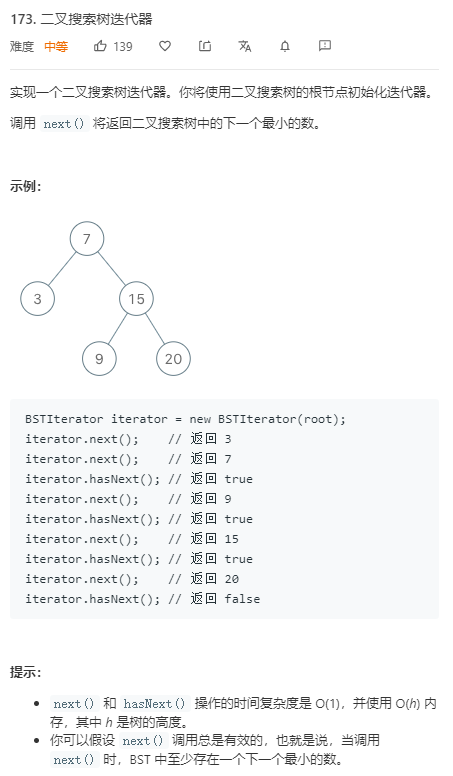 173. 二叉搜索树迭代器
难度 中等 139
实现一个二叉搜索树迭代器。你将使用二叉搜索树的根节点初始化迭代器。
调用 next() 将返回二叉搜索树中的下一个最小的数。
示例：
7
3 15
9 20
BSTIterator iterator = new BSTIterator(root);
iterator.next();    // 返回 3
iterator.next();    // 返回 7
iterator.hasNext(); // 返回 true
iterator.next();    // 返回 9
iterator.hasNext(); // 返回 true
iterator.next();    // 返回 15
iterator.hasNext(); // 返回 true
iterator.next();    // 返回 20
iterator.hasNext(); // 返回 false
提示：
• next() 和 hasNext() 操作的时间复杂度是 O(1)，并使用 O(h) 内
存，其中 h 是树的高度。
• 你可以假设 next() 调用总是有效的，也就是说，当调用
next() 时，BST 中至少存在一个下一个最小的数。